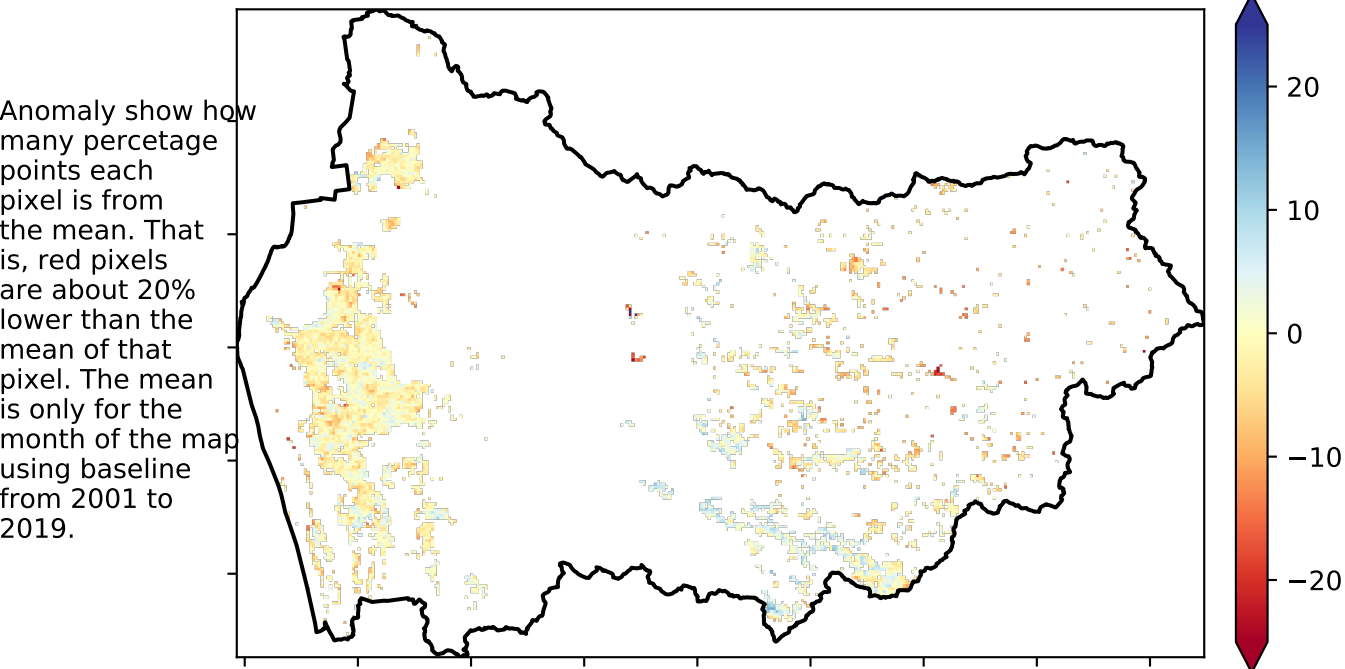 Anomaly show how
many percetage
points each
pixel is from
the mean. That
is, red pixels
are about 20%
lower than the
mean of that
pixel. The mean
is only for the
month of the map
using baseline
from 2001 to
2019.
20
10
0
−10
−20